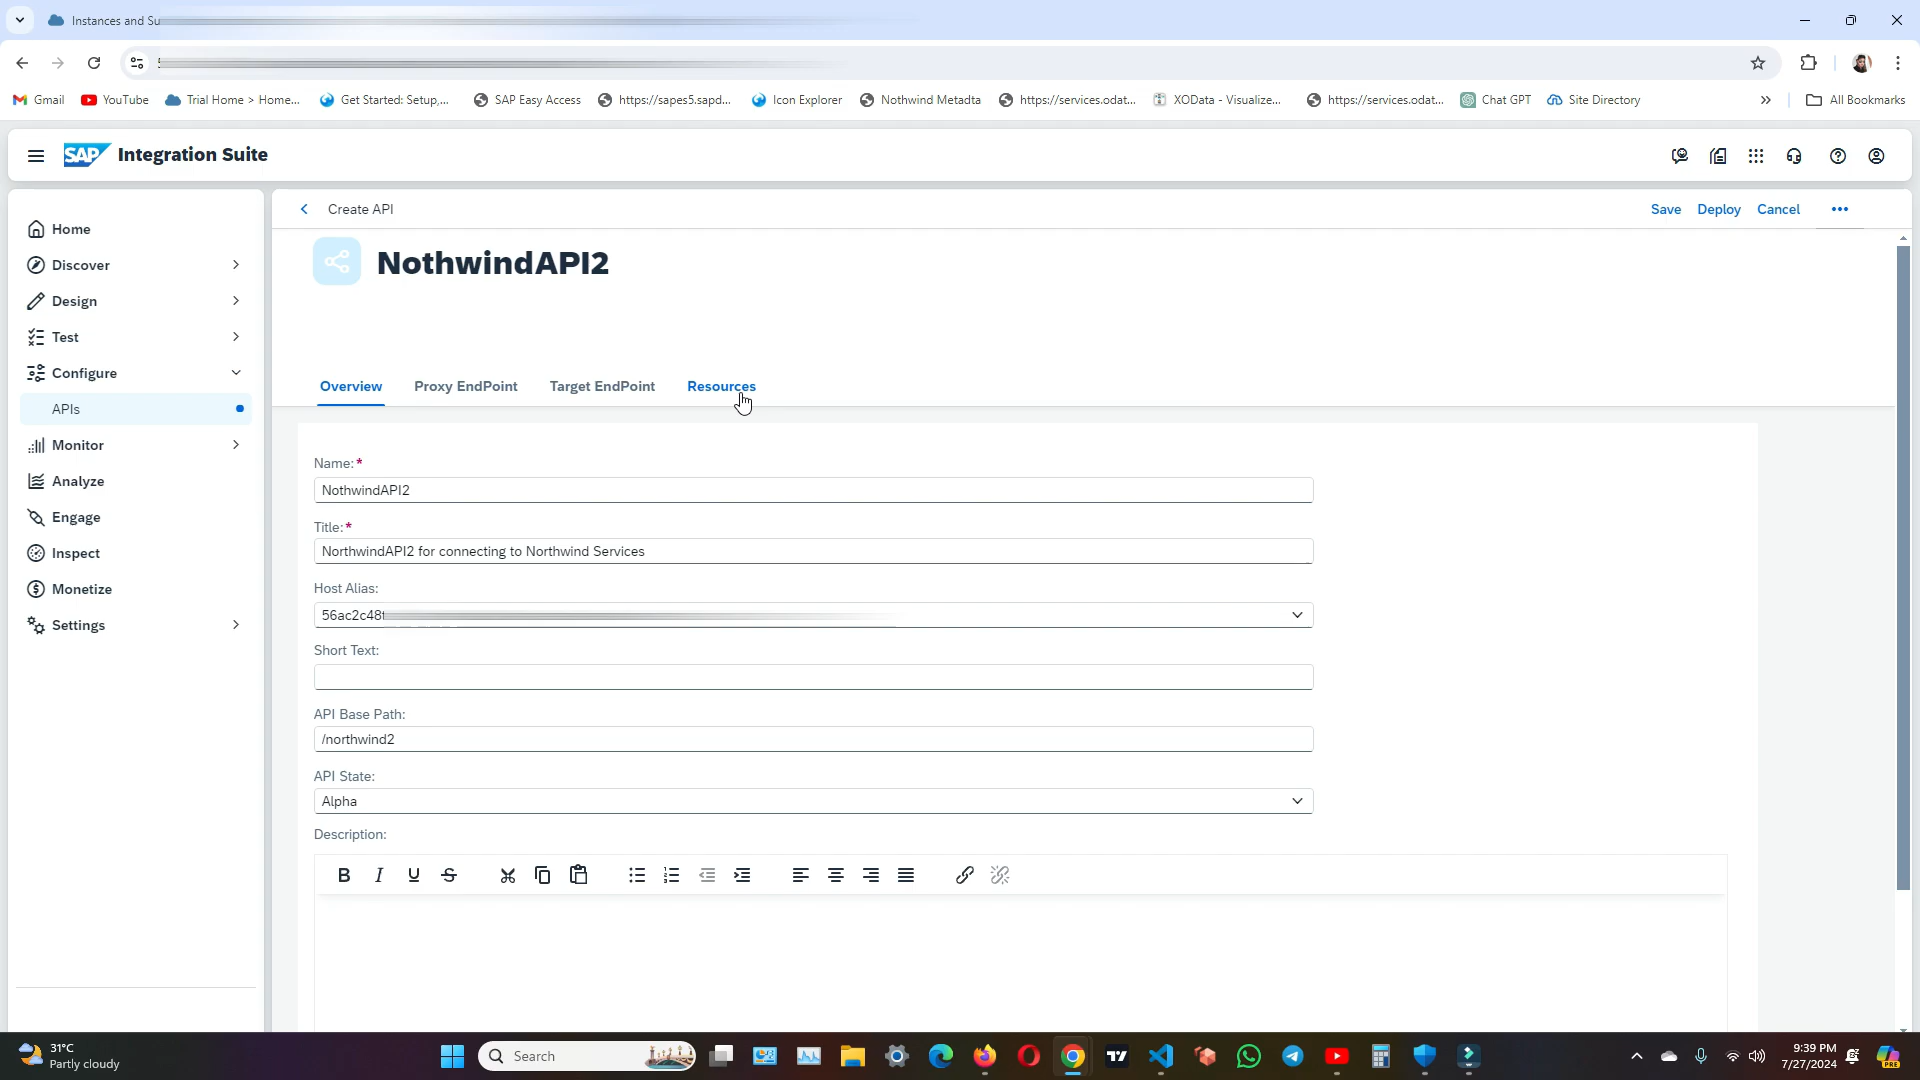 Instances and Su
Gmail YouTube Trial Home > Home... Get Started: Setup,... SAP Easy Access https://sapes5.sapd... Icon Explorer Nothwind Metadta https://services.odat... XOData - Visualize... https://services.odat... Chat GPT Site Directory » All Bookmarks
SAP Integration Suite
Home
Discover
Design
Test
Configure
APIs
Monitor
Analyze
Engage
Inspect
Monetize
Settings
Create API
Save Deploy Cancel
NothwindAPI2
Overview Proxy EndPoint Target EndPoint Resources
Name:*
NothwindAPI2
Title:*
NorthwindAPI2 for connecting to Northwind Services
Host Alias:
56ac2c48
Short Text:
API Base Path:
/northwind2
API State:
Alpha
Description:
B I U S
31°C
Partly cloudy
Search
9:39 PM
7/27/2024
PRE